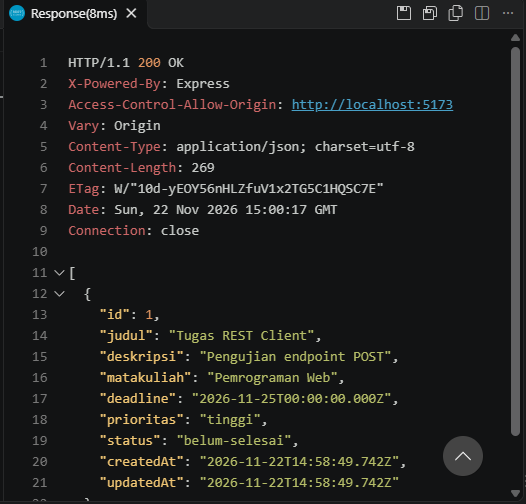 Response(8ms)
1 HTTP/1.1 200 OK
2 X-Powered-By: Express
3 Access-Control-Allow-Origin: http://localhost:5173
4 Vary: Origin
5 Content-Type: application/json; charset=utf-8
6 Content-Length: 269
7 ETag: W/"10d-yEOY56nHLZfuV1x2TG5C1HQSC7E"
8 Date: Sun, 22 Nov 2026 15:00:17 GMT
9 Connection: close
10
11 [
12 {
13 "id": 1,
14 "judul": "Tugas REST Client",
15 "deskripsi": "Pengujian endpoint POST",
16 "matakuliah": "Pemrograman Web",
17 "deadline": "2026-11-25T00:00:00.000Z",
18 "prioritas": "tinggi",
19 "status": "belum-selesai",
20 "createdAt": "2026-11-22T14:58:49.742Z",
21 "updatedAt": "2026-11-22T14:58:49.742Z"